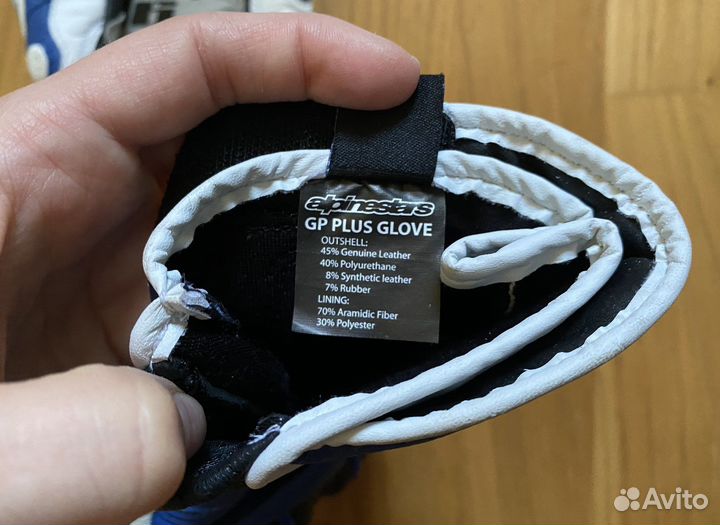 alpinestars
GP PLUS GLOVE
OUTSHELL:
45% Genuine Leather
40% Polyurethane
8% Synthetic leather
7% Rubber
LINING:
70% Aramidic Fiber
30% Polyester
Avito